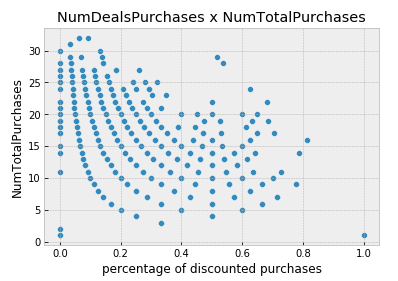 NumDealsPurchases x NumTotalPurchases
NumTotalPurchases
30
25
20
15
10
5
0
0.0 0.2 0.4 0.6 0.8 1.0
percentage of discounted purchases